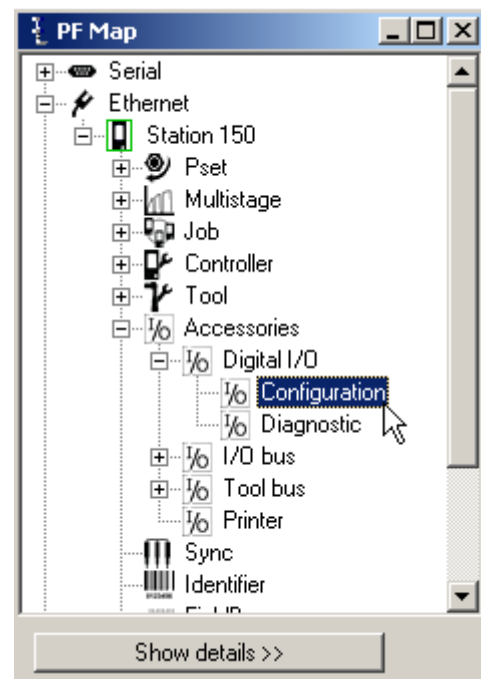 PF Map
Serial
Ethernet
Station 150
Pset
Multistage
Job
Controller
Tool
Accessories
Digital I/O
Configuration
Diagnostic
I/O bus
Tool bus
Printer
Sync
Identifier
Show details >>